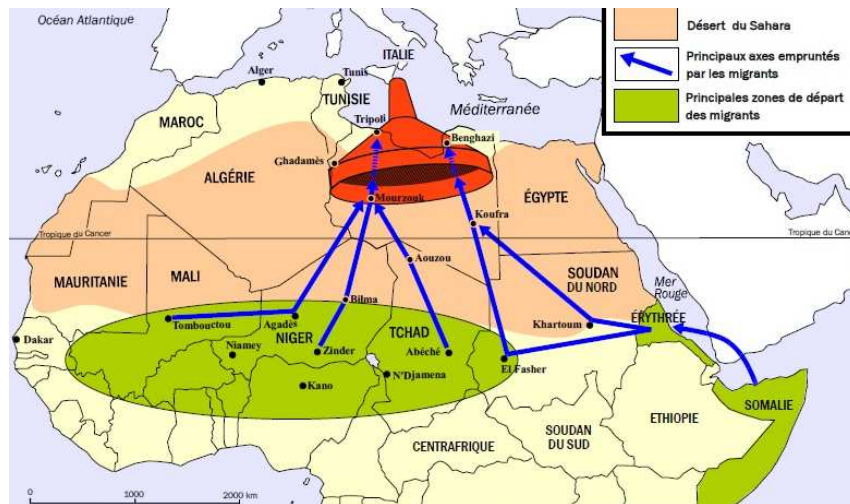 Océan Atlantique
ITALIE
Désert du Sahara
Principaux axes empruntés
par les migrants
Principales zones de départ
des migrants
Alger
Tunis
TUNISIE
Méditerranée
MAROC
Tripoli
Benghazi
Ghadamès
ALGÉRIE
Mourzouk
ÉGYPTE
Koufra
Tropique du Cancer
Tropique du Cancer
Aouzou
MAURITANIE
MALI
SOUDAN
DU NORD
Mer
Rouge
Bilma
Tombouctou
Agadès
NIGER
TCHAD
Khartoum
ÉRYTHRÉE
Dakar
Niamey
Zinder
Abéché
El Fasher
N'Djamena
Kano
SOMALIE
ETHIOPIE
SOUDAN
DU SUD
CENTRAFRIQUE
0
1000
2000 km